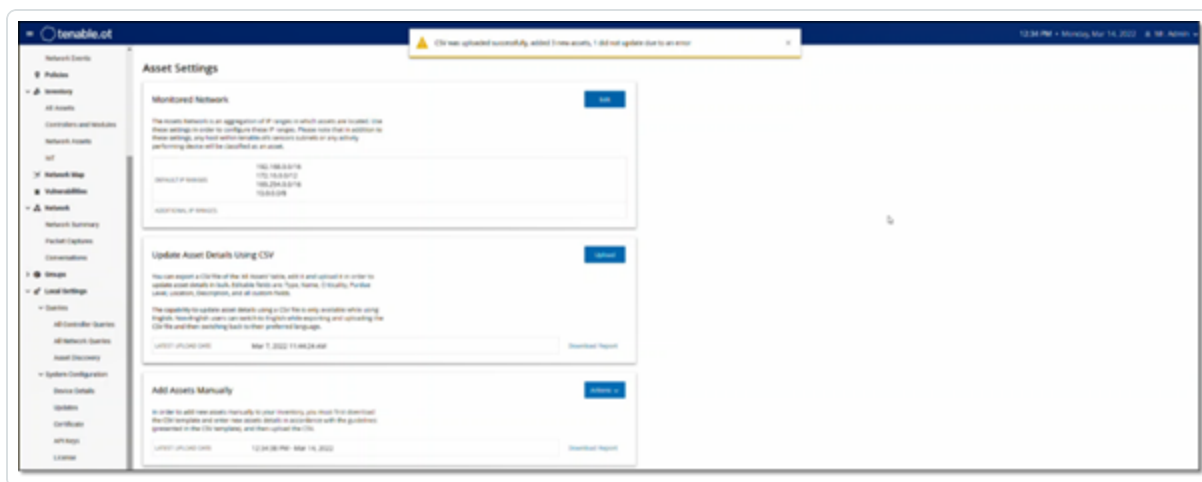 tenable.ot
CSV was uploaded successfully, added 3 new assets, 1 did not update due to an error
12:34 PM • Monday, Mar 14, 2022 Mr. Admin
Network Events
Policies
Inventory
All Assets
Controllers and Modules
Network Assets
IoT
Network Map
Vulnerabilities
Network
Network Summary
Packet Captures
Conversations
Groups
Local Settings
Queries
All Controller Queries
All Network Queries
Asset Discovery
System Configuration
Device Details
Updates
Certificate
API Keys
License
Asset Settings
Monitored Network
Edit
The Assets Network is an aggregation of IP ranges in which assets are located. Use
these settings in order to configure these IP ranges. Please note that in addition to
these settings, any host within tenable.ot's sensors subnets or any activity
performing device will be classified as an asset.
DEFAULT IP RANGES
192.168.0.0/16
172.16.0.0/12
169.254.0.0/16
10.0.0.0/8
ADDITIONAL IP RANGES
Update Asset Details Using CSV
Upload
You can export a CSV file of the 'All Assets' table, edit it and upload it in order to
update asset details in bulk. Editable fields are: Type, Name, Criticality, Purdue
Level, Location, Description, and all custom fields.
The capability to update asset details using a CSV file is only available while using
English. Non-English users can switch to English while exporting and uploading the
CSV file and then switching back to their preferred language.
LATEST UPLOAD DATE
Mar 7, 2022 11:44:24 AM
Download Report
Add Assets Manually
Actions
In order to add new assets manually to your inventory, you must first download
the CSV template and enter new assets details in accordance with the guidelines
(presented in the CSV template), and then upload the CSV.
LATEST UPLOAD DATE
12:34:38 PM · Mar 14, 2022
Download Report